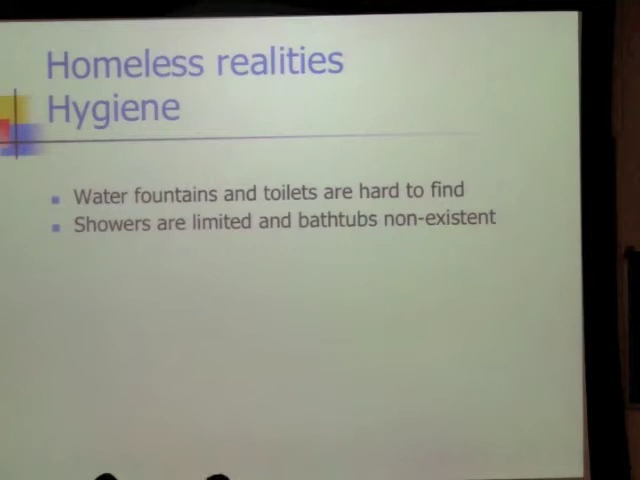 Homeless realities
Hygiene
Water fountains and toilets are hard to find
Showers are limited and bathtubs non-existent